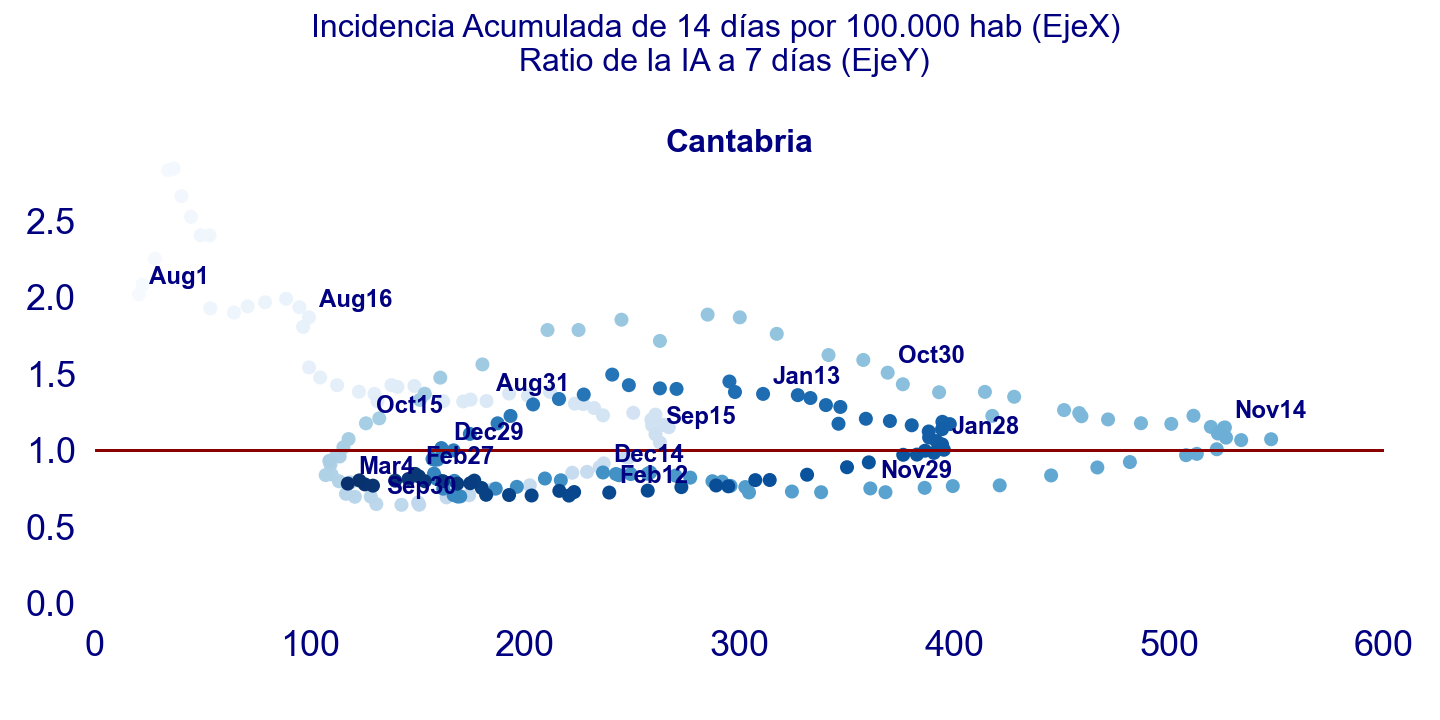 Incidencia Acumulada de 14 días por 100.000 hab (EjeX)
Ratio de la IA a 7 días (EjeY)
Cantabria
2.5
Aug1
2.0
Aug16
Oct30
1.5
Jan13
Aug31
Oct15
Sep15
Nov14
Dec29
Jan28
1.0
Feb27
Dec14
Mar4
Feb12
Nov29
Sep30
0.5
0.0
0 100 200 300 400 500 600